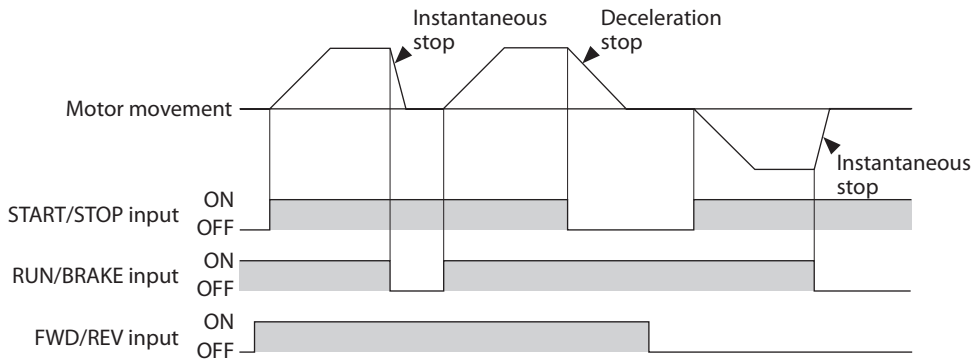 Instantaneous
stop
Deceleration
stop
Motor movement
Instantaneous
stop
START/STOP input
ON
OFF
RUN/BRAKE input
ON
OFF
FWD/REV input
ON
OFF